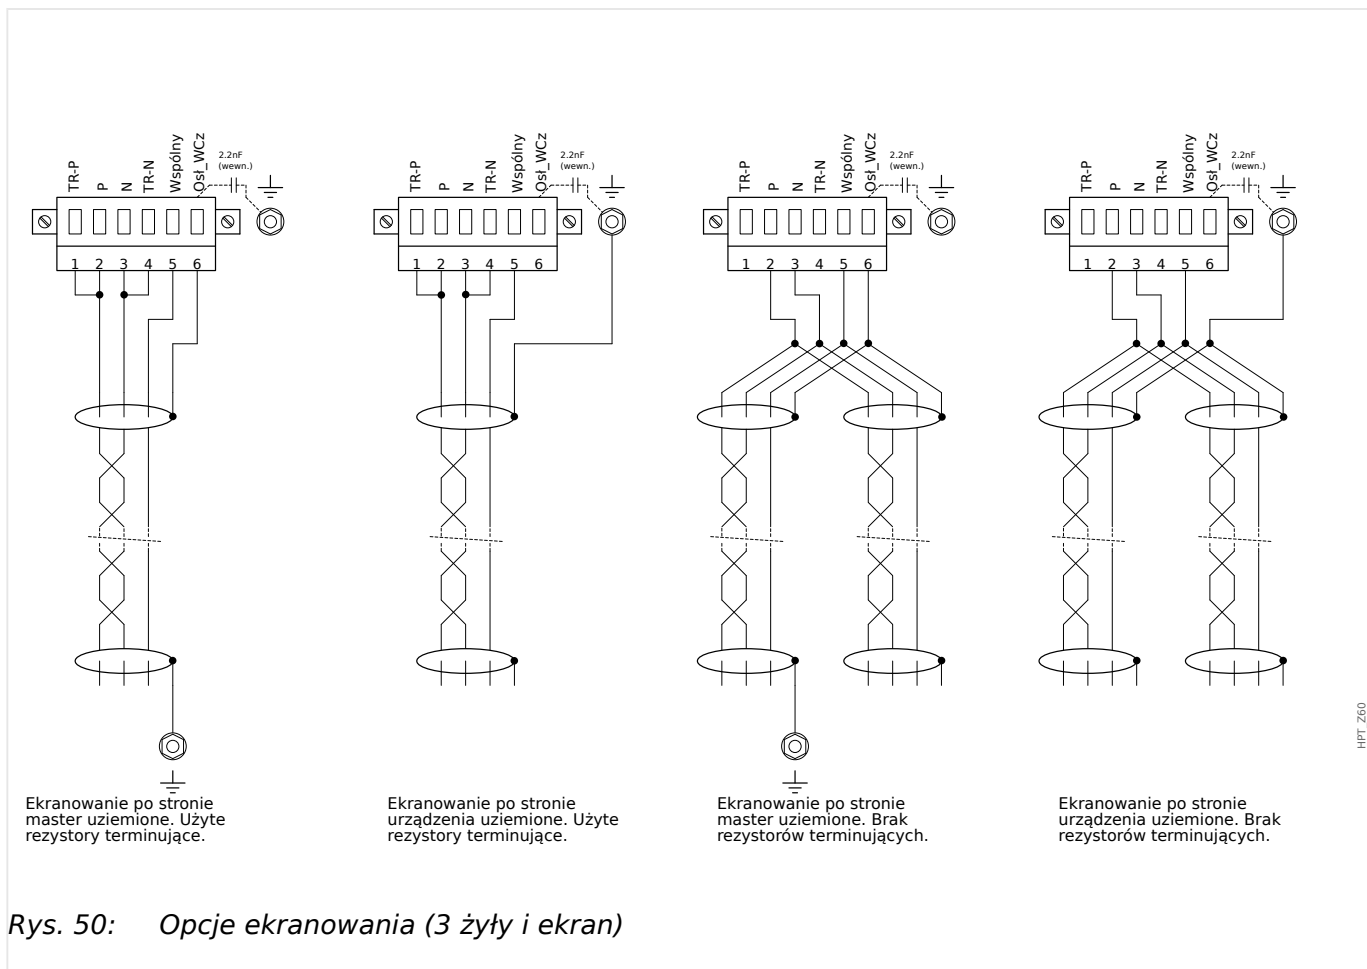 TR-P
P
N
TR-N
Wspólny
Osł_WCz
2.2nF
(wewn.)
1 2 3 4 5 6
Ekranowanie po stronie
master uziemione. Użyte
rezystory terminujące.
TR-P
P
N
TR-N
Wspólny
Osł_WCz
2.2nF
(wewn.)
1 2 3 4 5 6
Ekranowanie po stronie
urządzenia uziemione. Użyte
rezystory terminujące.
TR-P
P
N
TR-N
Wspólny
Osł_WCz
2.2nF
(wewn.)
1 2 3 4 5 6
Ekranowanie po stronie
master uziemione. Brak
rezystorów terminujących.
TR-P
P
N
TR-N
Wspólny
Osł_WCz
2.2nF
(wewn.)
1 2 3 4 5 6
Ekranowanie po stronie
urządzenia uziemione. Brak
rezystorów terminujących.
HPT_Z60
Rys. 50: Opcje ekranowania (3 żyły i ekran)